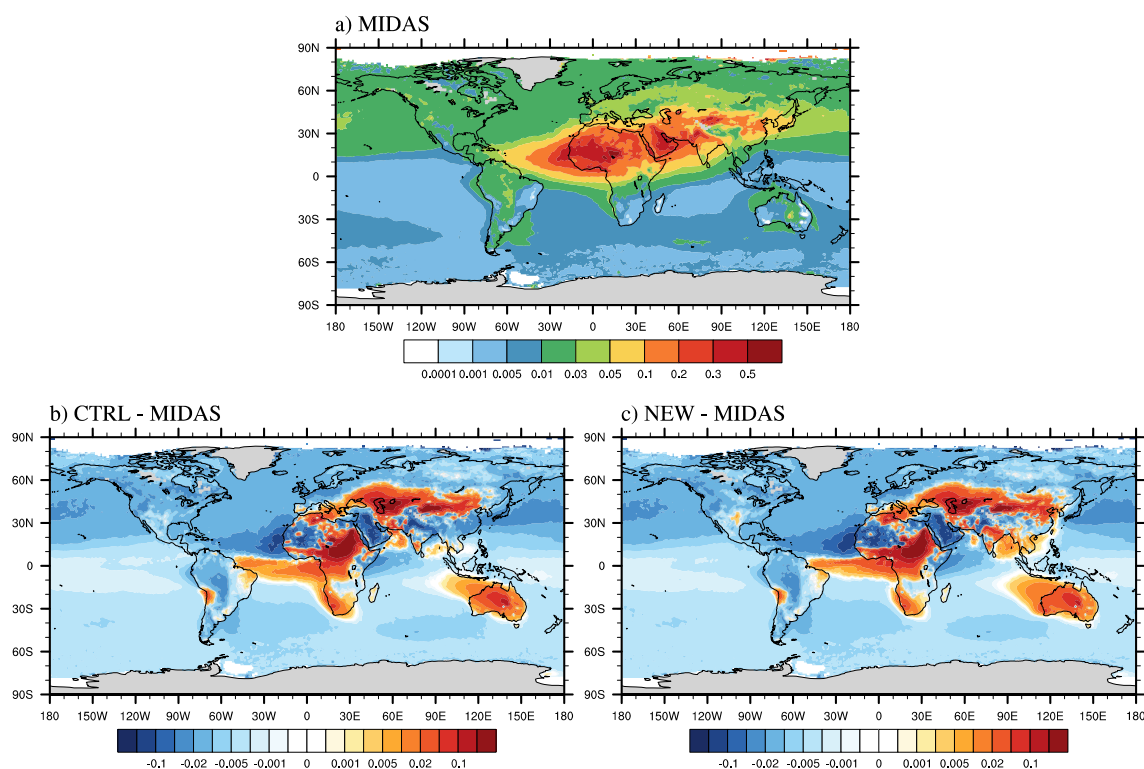 a) MIDAS
90N
60N
30N
0
30S
60S
90S
180 150W 120W 90W 60W 30W 0 30E 60E 90E 120E 150E 180
0.0001 0.001 0.005 0.01 0.03 0.05 0.1 0.2 0.3 0.5
b) CTRL - MIDAS
90N
60N
30N
0
30S
60S
90S
180 150W 120W 90W 60W 30W 0 30E 60E 90E 120E 150E 180
-0.1 -0.02 -0.005 -0.001 0 0.001 0.005 0.02 0.1
c) NEW - MIDAS
90N
60N
30N
0
30S
60S
90S
180 150W 120W 90W 60W 30W 0 30E 60E 90E 120E 150E 180
-0.1 -0.02 -0.005 -0.001 0 0.001 0.005 0.02 0.1